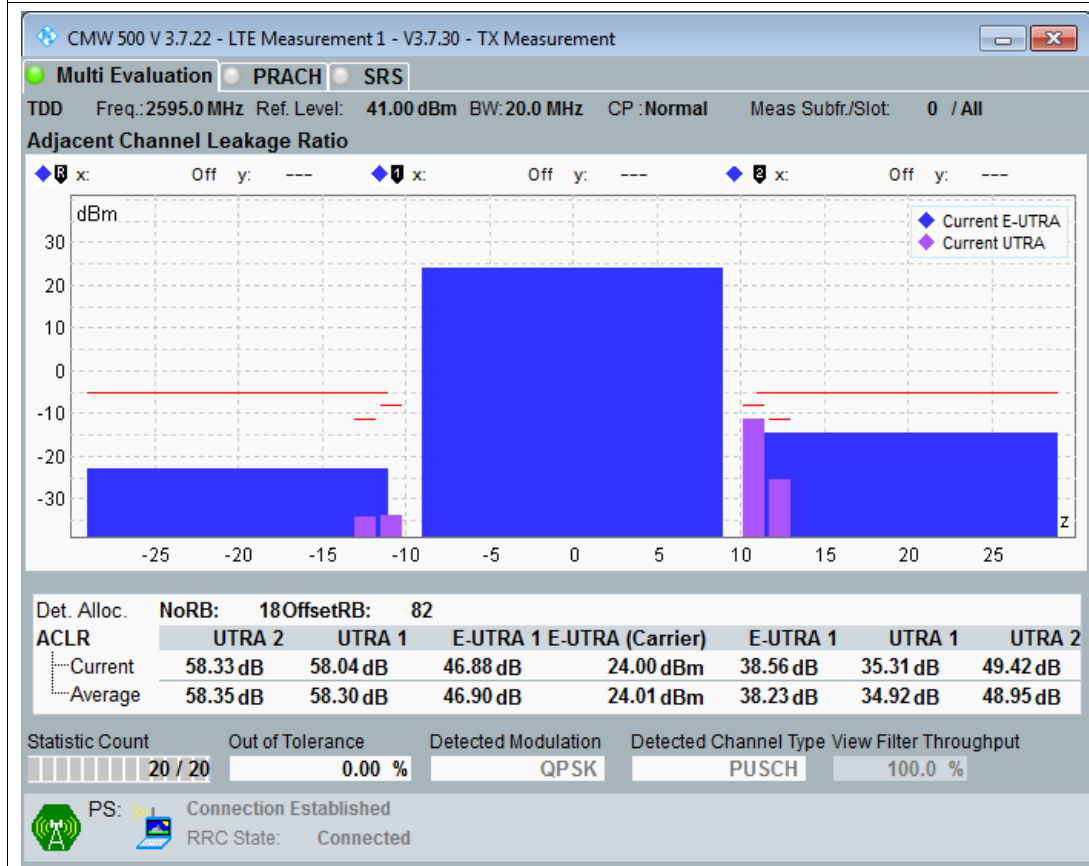 CMW 500 V 3.7.22 - LTE Measurement 1 - V3.7.30 - TX Measurement
Multi Evaluation PRACH SRS
TDD Freq.: 2595.0 MHz Ref. Level: 41.00 dBm BW: 20.0 MHz CP : Normal Meas Subfr./Slot: 0 / All
Adjacent Channel Leakage Ratio
R x: Off y: --- 1 x: Off y: --- 2 x: Off y: ---
dBm
Current E-UTRA
Current UTRA
30
20
10
0
-10
-20
-30
z
-25 -20 -15 -10 -5 0 5 10 15 20 25
Det. Alloc. NoRB: 18 OffsetRB: 82
ACLR UTRA 2 UTRA 1 E-UTRA 1 E-UTRA (Carrier) E-UTRA 1 UTRA 1 UTRA 2
Current 58.33 dB 58.04 dB 46.88 dB 24.00 dBm 38.56 dB 35.31 dB 49.42 dB
Average 58.35 dB 58.30 dB 46.90 dB 24.01 dBm 38.23 dB 34.92 dB 48.95 dB
Statistic Count Out of Tolerance Detected Modulation Detected Channel Type View Filter Throughput
20 / 20 0.00 % QPSK PUSCH 100.0 %
PS: Connection Established
RRC State: Connected